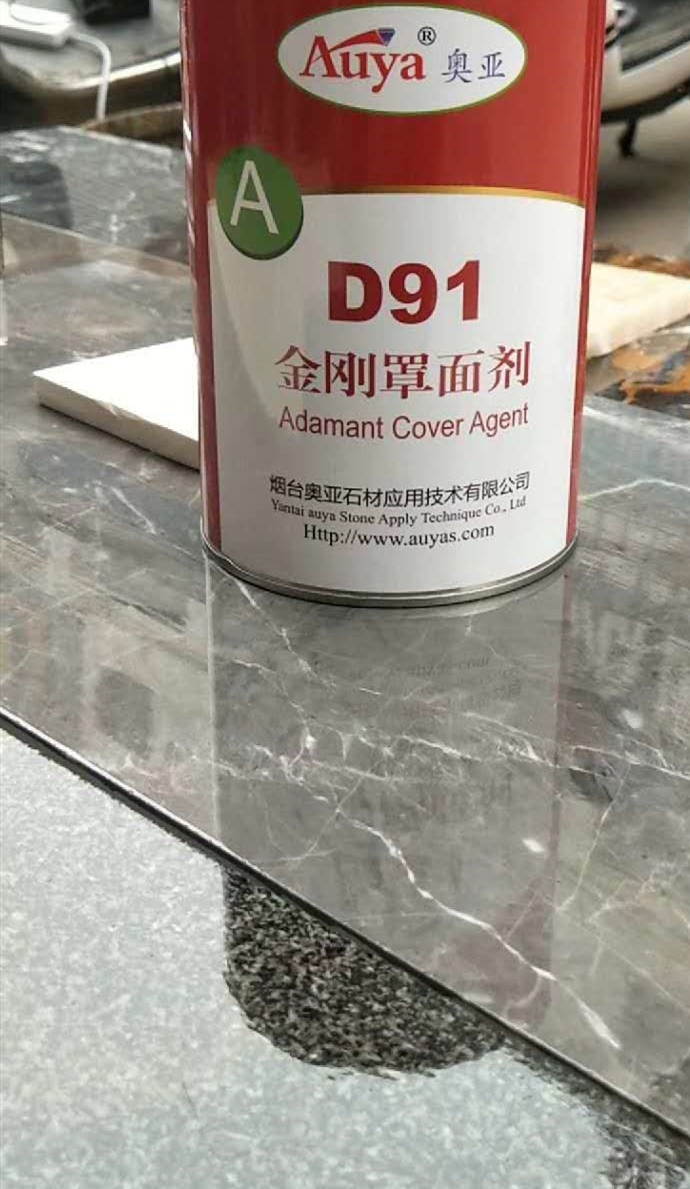 Auya® 奥亚
A
D91
金刚罩面剂
Adamant Cover Agent
烟台奥亚石材应用技术有限公司
Yantai auya Stone Apply Technique Co., Ltd
Http://www.auyas.com